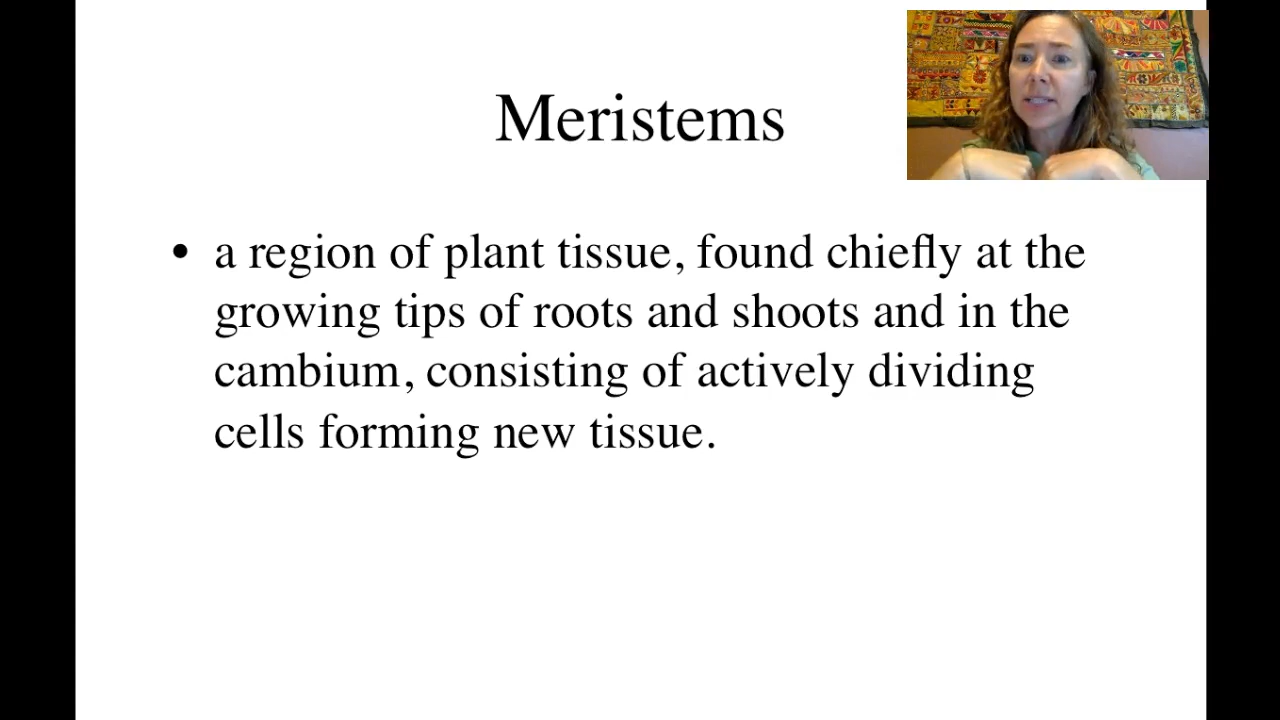 Meristems
• a region of plant tissue, found chiefly at the
growing tips of roots and shoots and in the
cambium, consisting of actively dividing
cells forming new tissue.